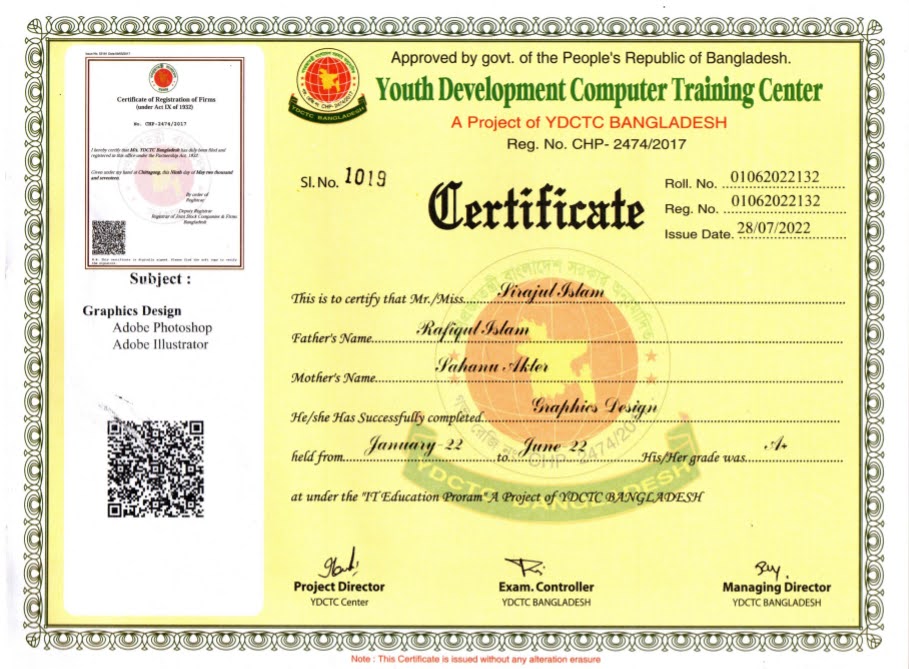 Certificate of Registration of Firms
(under Act IX of 1932)
No. CHP-2474/2017
I hereby certify that M/s. YDCTC Bangladesh has duly been filed and
registered in this office under the Partnership Act, 1932
Given under my hand at Chittagong, this Ninth day of May two thousand
and seventeen.
By order of
Registrar
Deputy Registrar
Registrar of Joint Stock Companies & Firms
Bangladesh
Subject :
Graphics Design
Adobe Photoshop
Adobe Illustrator
Approved by govt. of the People's Republic of Bangladesh.
Youth Development Computer Training Center
A Project of YDCTC BANGLADESH
Reg. No. CHP- 2474/2017
YDCTC BANGLADESH
Sl. No. 1019
Certificate
Roll. No. 01062022132
Reg. No. 01062022132
Issue Date. 28/07/2022
This is to certify that Mr./Miss. Sirajul Islam
Father's Name. Rafiqul Islam
Mother's Name. Sahanu Akter
He/she Has Successfully completed. Graphics Design
held from January-22 to June-22 His/Her grade was. A+
at under the "IT Education Proram" A Project of YDCTC BANGLADESH
YDCTC BANGLADESH
Project Director
YDCTC Center
Exam. Controller
YDCTC BANGLADESH
Managing Director
YDCTC BANGLADESH
Note : This Certificate is issued without any alteration erasure